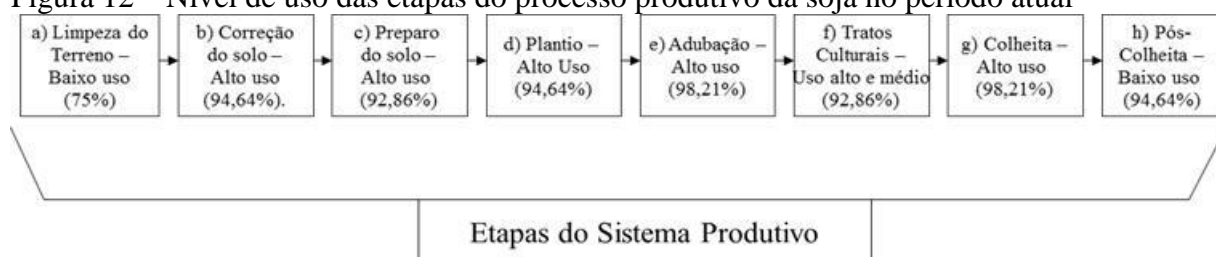 Figura 12 – Nível de uso das etapas do processo produtivo da soja no período atual
a) Limpeza do
Terreno –
Baixo uso
(75%)
b) Correção
do solo –
Alto uso
(94,64%).
c) Preparo
do solo –
Alto uso
(92,86%)
d) Plantio –
Alto Uso
(94,64%)
e) Adubação –
Alto uso
(98,21%)
f) Tratos
Culturais –
Uso alto e médio
(92,86%)
g) Colheita –
Alto uso
(98,21%)
h) Pós-
Colheita –
Baixo uso
(94,64%)
Etapas do Sistema Produtivo